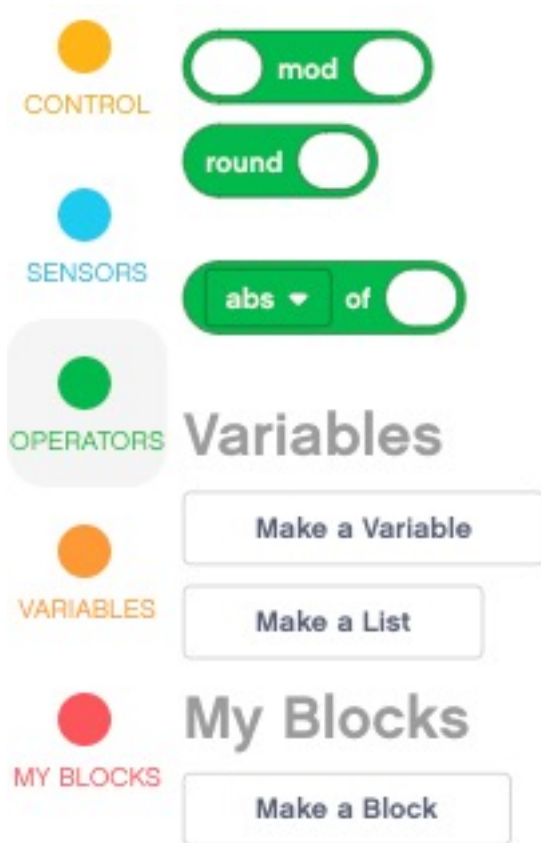 CONTROL
SENSORS
OPERATORS
VARIABLES
MY BLOCKS
mod
round
abs of
Variables
Make a Variable
Make a List
My Blocks
Make a Block